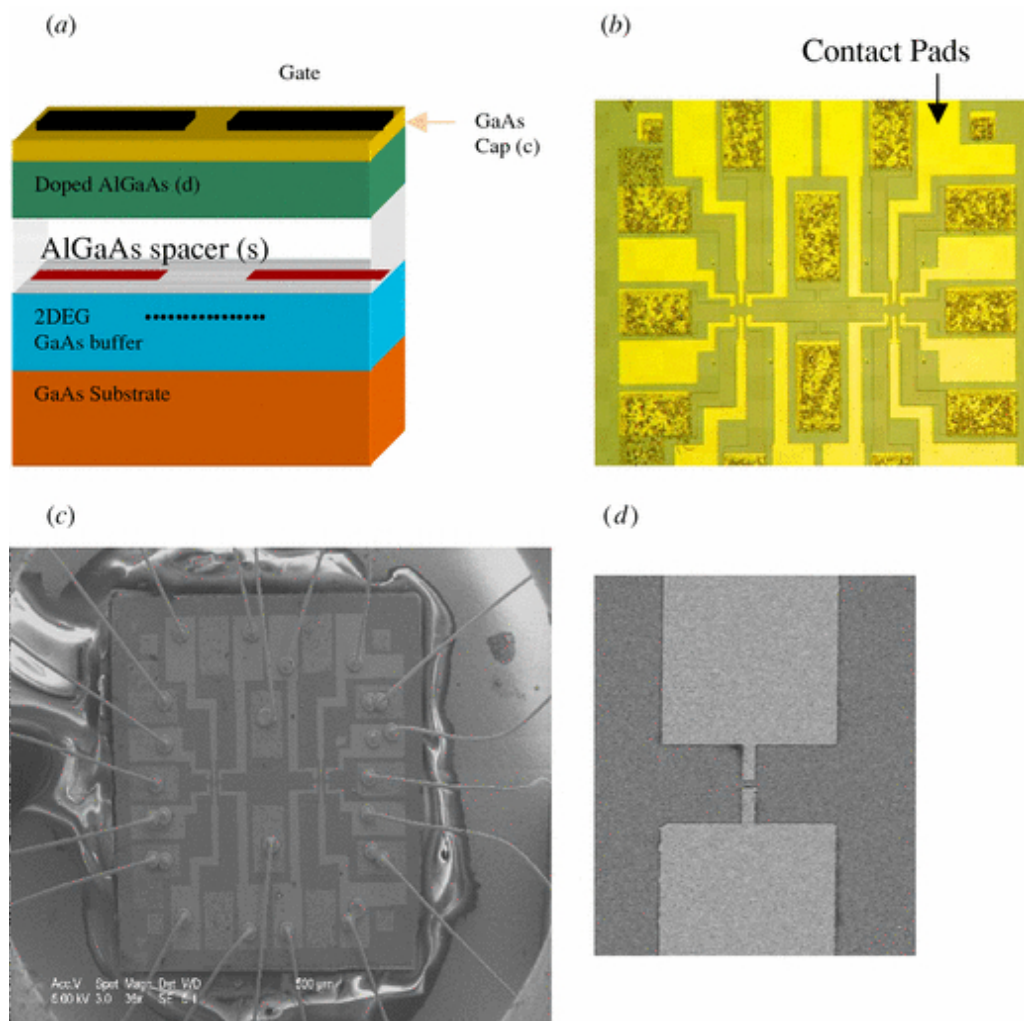 (a)
Gate
GaAs
Cap (c)
Doped AlGaAs (d)
AlGaAs spacer (s)
2DEG
GaAs buffer
GaAs Substrate
(b)
Contact Pads
(c)
Acc.V Spot Magn Det WD
5.00 kV 3.0 36x SE 5.1
500 µm
(d)